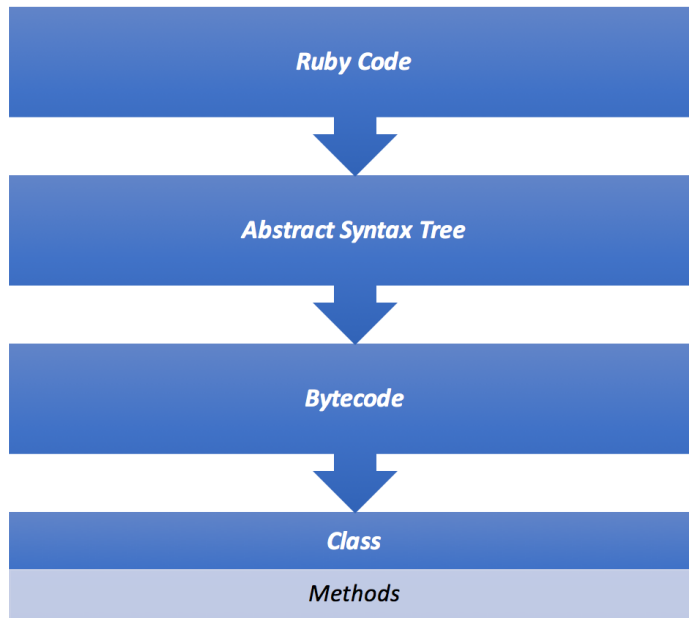 Ruby Code
Abstract Syntax Tree
Bytecode
Class
Methods